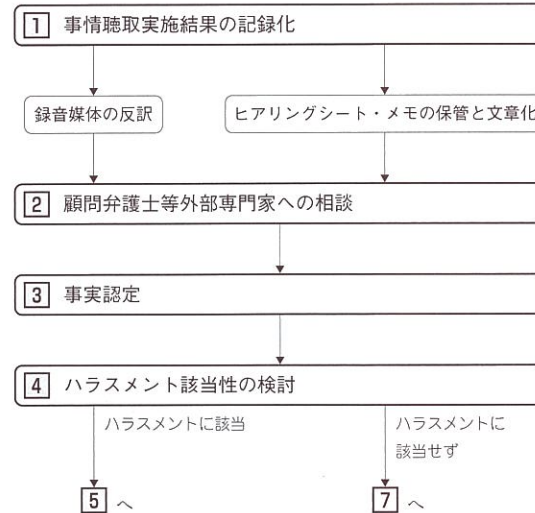 1 事情聴取実施結果の記録化
録音媒体の反訳
ヒアリングシート・メモの保管と文章化
2 顧問弁護士等外部専門家への相談
3 事実認定
4 ハラスメント該当性の検討
ハラスメントに該当
ハラスメントに
該当せず
5 へ
7 へ